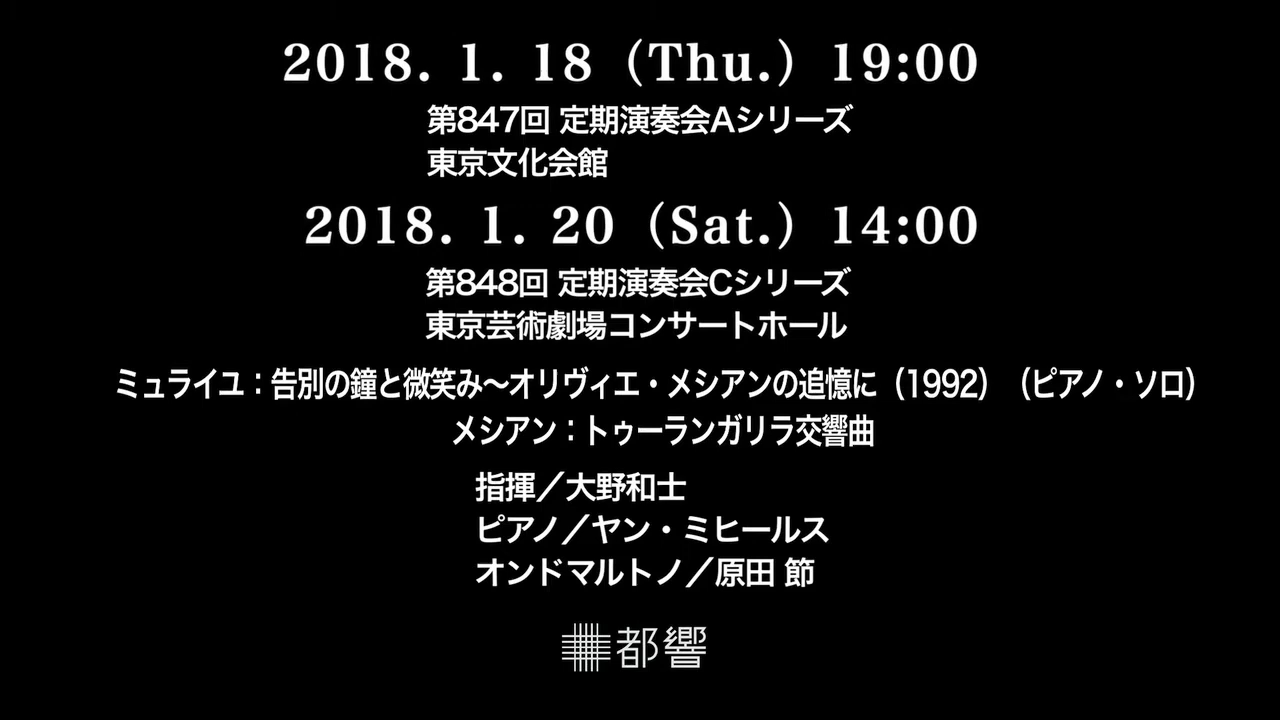 2018. 1. 18（Thu.）19:00
第847回 定期演奏会Aシリーズ
東京文化会館
2018. 1. 20（Sat.）14:00
第848回 定期演奏会Cシリーズ
東京芸術劇場コンサートホール
ミュライユ：告別の鐘と微笑み～オリヴィエ・メシアンの追憶に（1992）（ピアノ・ソロ）
メシアン：トゥーランガリラ交響曲
指揮／大野和士
ピアノ／ヤン・ミヒールス
オンドマルトノ／原田 節
都響